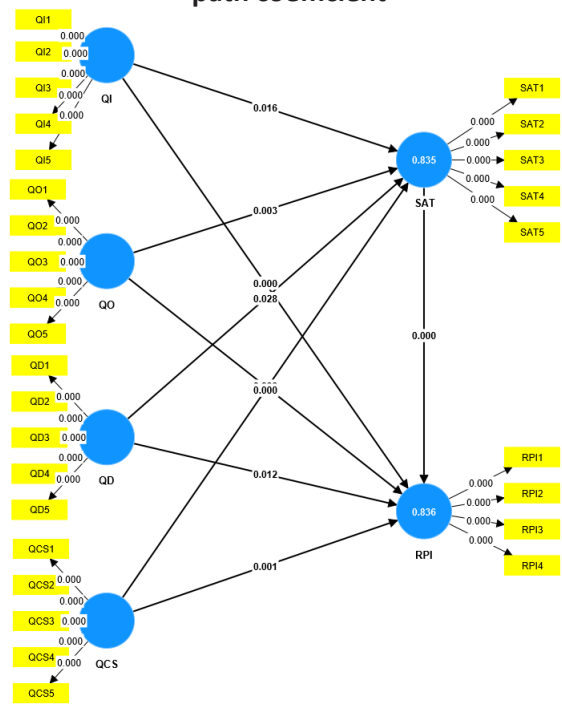 path coefficient
QI1
QI2
QI3
QI4
QI5
0.000
0.000
0.000
0.000
0.000
QI
QO1
QO2
QO3
QO4
QO5
0.000
0.000
0.000
0.000
0.000
QO
QD1
QD2
QD3
QD4
QD5
0.000
0.000
0.000
0.000
0.000
QD
QCS1
QCS2
QCS3
QCS4
QCS5
0.000
0.000
0.000
0.000
0.000
QCS
0.016
0.003
0.000
0.028
0.000
0.012
0.001
0.000
0.835
SAT
0.000
0.000
0.000
0.000
0.000
SAT1
SAT2
SAT3
SAT4
SAT5
0.836
RPI
0.000
0.000
0.000
0.000
RPI1
RPI2
RPI3
RPI4